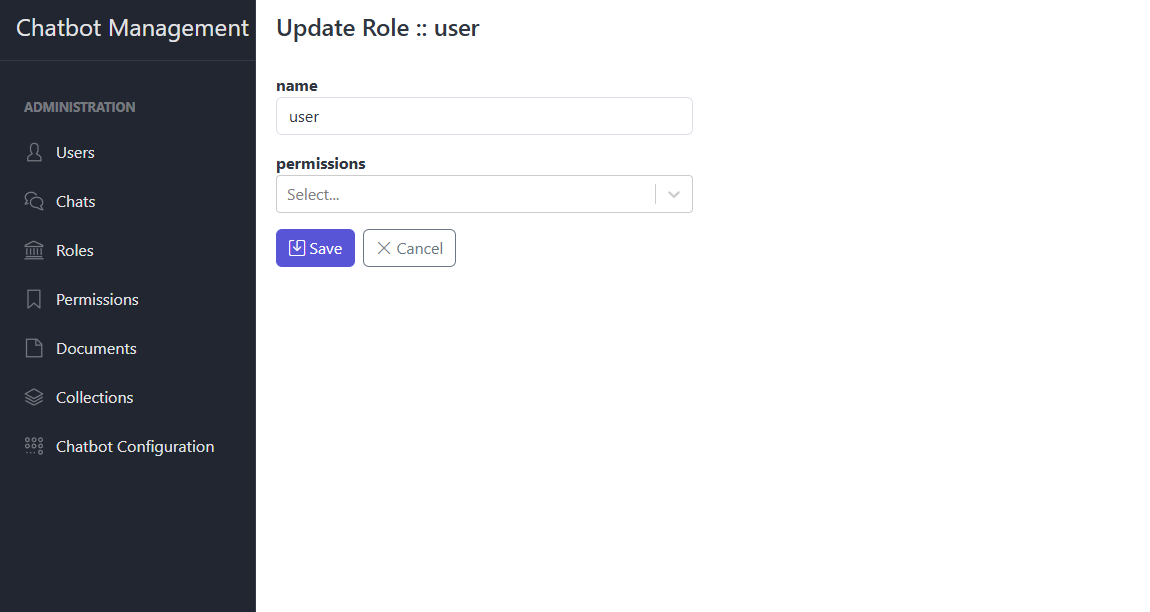 Chatbot Management
ADMINISTRATION
Users
Chats
Roles
Permissions
Documents
Collections
Chatbot Configuration
Update Role :: user
name
user
permissions
Select...
Save
Cancel